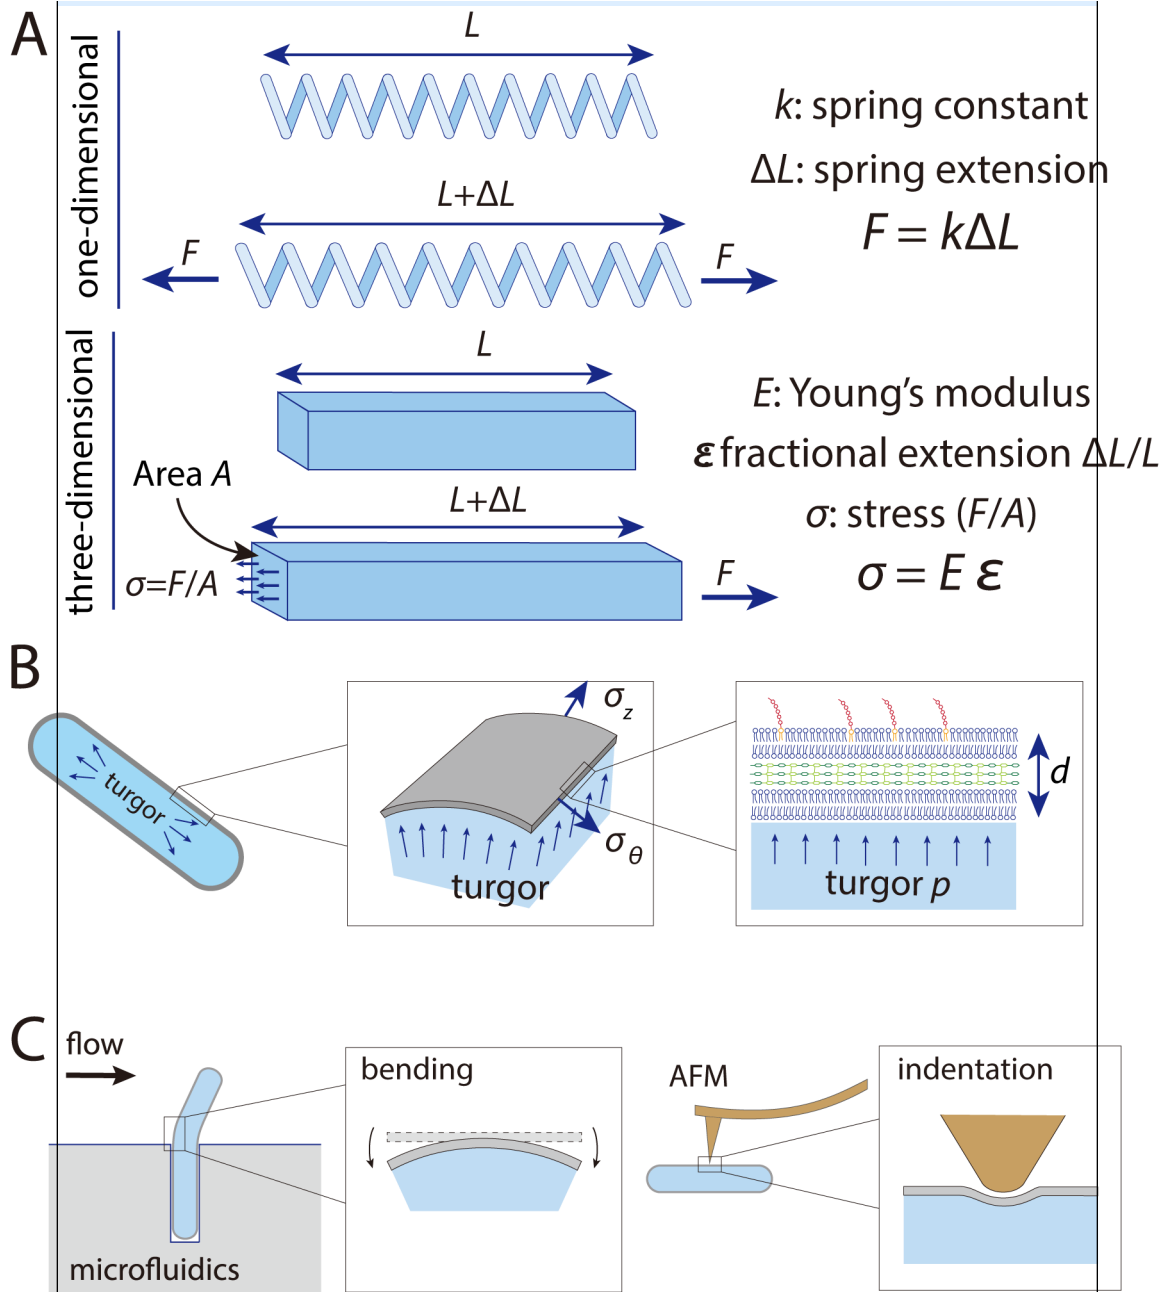 A
one-dimensional
L
k: spring constant
ΔL: spring extension
L+ΔL
F = kΔL
F
F
three-dimensional
L
E: Young's modulus
ε fractional extension ΔL/L
Area A
L+ΔL
σ: stress (F/A)
σ=F/A
F
σ = E ε
B
turgor
σz
σθ
turgor
d
turgor p
C
flow
bending
microfluidics
AFM
indentation